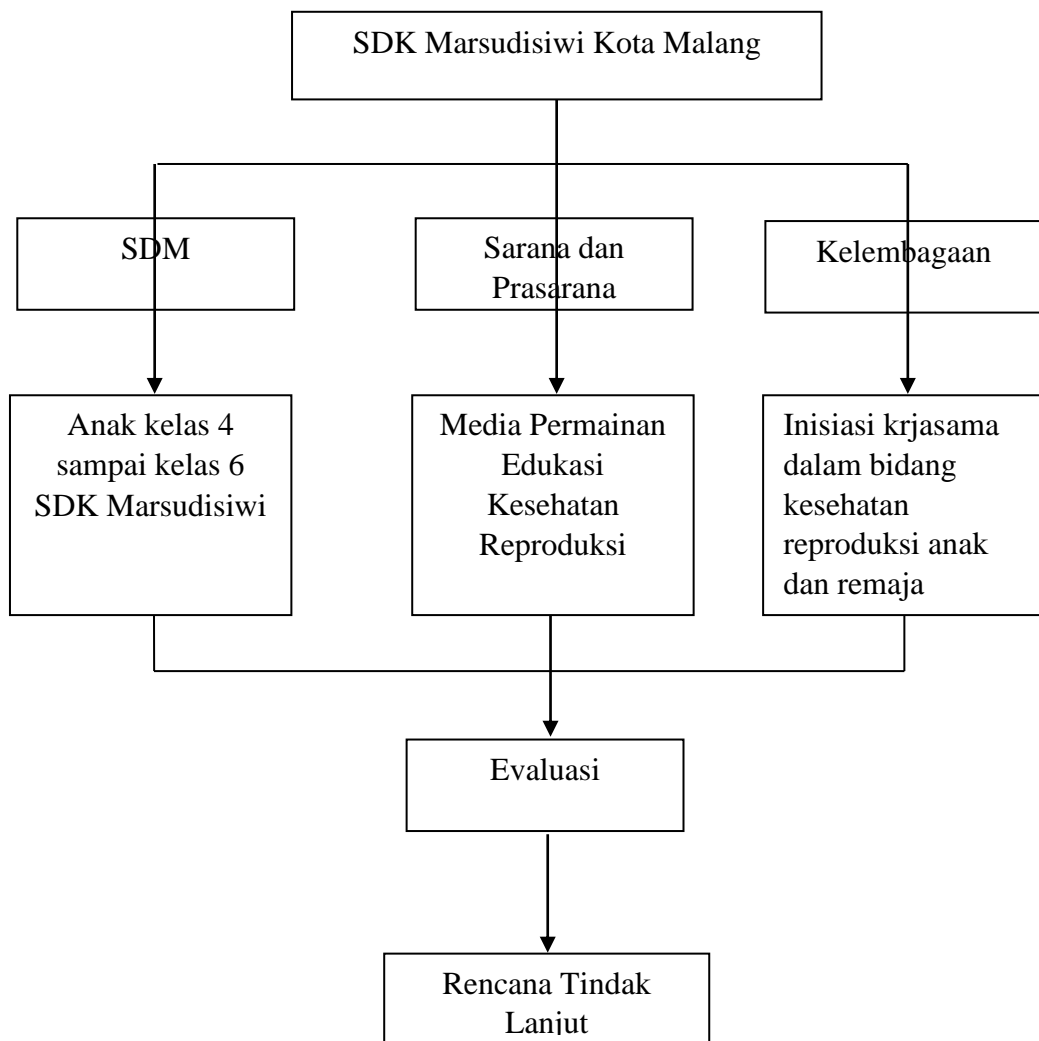 SDK Marsudisiwi Kota Malang
SDM
Sarana dan
Prasarana
Kelembagaan
Anak kelas 4
sampai kelas 6
SDK Marsudisiwi
Media Permainan
Edukasi
Kesehatan
Reproduksi
Inisiasi krjasama
dalam bidang
kesehatan
reproduksi anak
dan remaja
Evaluasi
Rencana Tindak
Lanjut